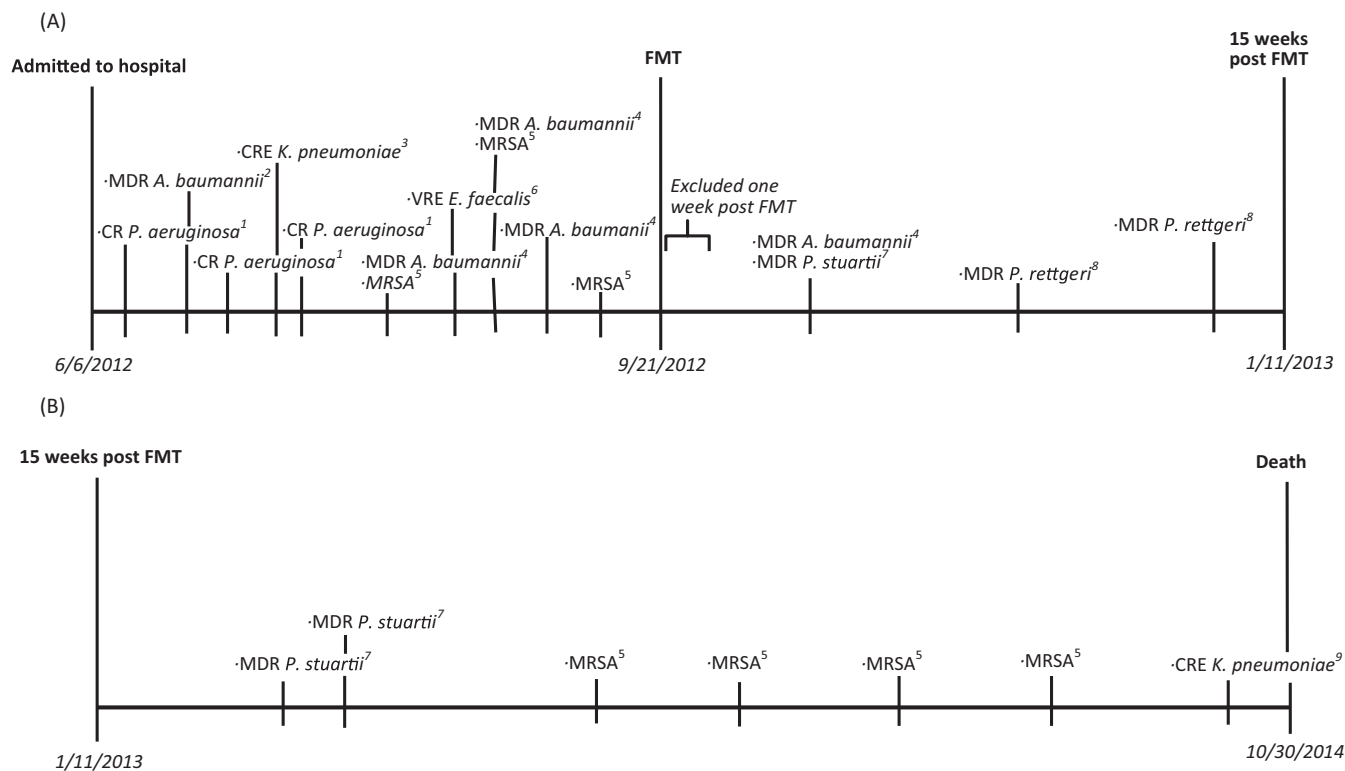 (A)
Admitted to hospital
FMT
15 weeks
post FMT
·MDR A. baumannii⁴
·MRSA⁵
·CRE K. pneumoniae³
·MDR A. baumannii²
·VRE E. faecalis⁶
Excluded one
week post FMT
·CR P. aeruginosa¹
·CR P. aeruginosa¹
·MDR A. baumanii⁴
·MDR P. rettgeri⁸
·CR P. aeruginosa¹
·MDR A. baumannii⁴
·MRSA⁵
·MRSA⁵
·MDR A. baumannii⁴
·MDR P. stuartii⁷
·MDR P. rettgeri⁸
6/6/2012
9/21/2012
1/11/2013
(B)
15 weeks post FMT
Death
·MDR P. stuartii⁷
·MDR P. stuartii⁷
·MRSA⁵
·MRSA⁵
·MRSA⁵
·MRSA⁵
·CRE K. pneumoniae⁹
1/11/2013
10/30/2014